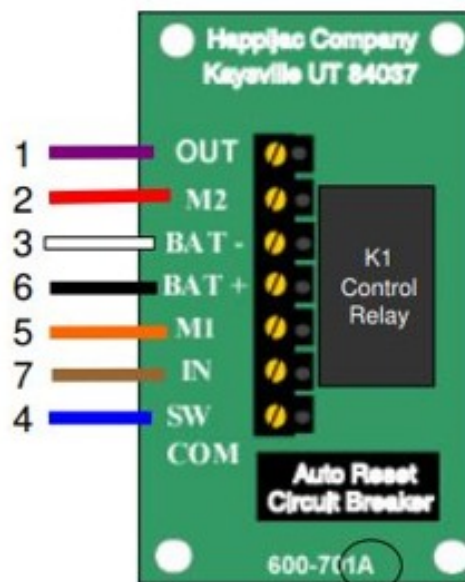 Happijac Company
Kaysville UT 84037
1 OUT
2 M2
3 BAT -
6 BAT +
5 M1
7 IN
4 SW
COM
K1
Control
Relay
Auto Reset
Circuit Breaker
600-701A